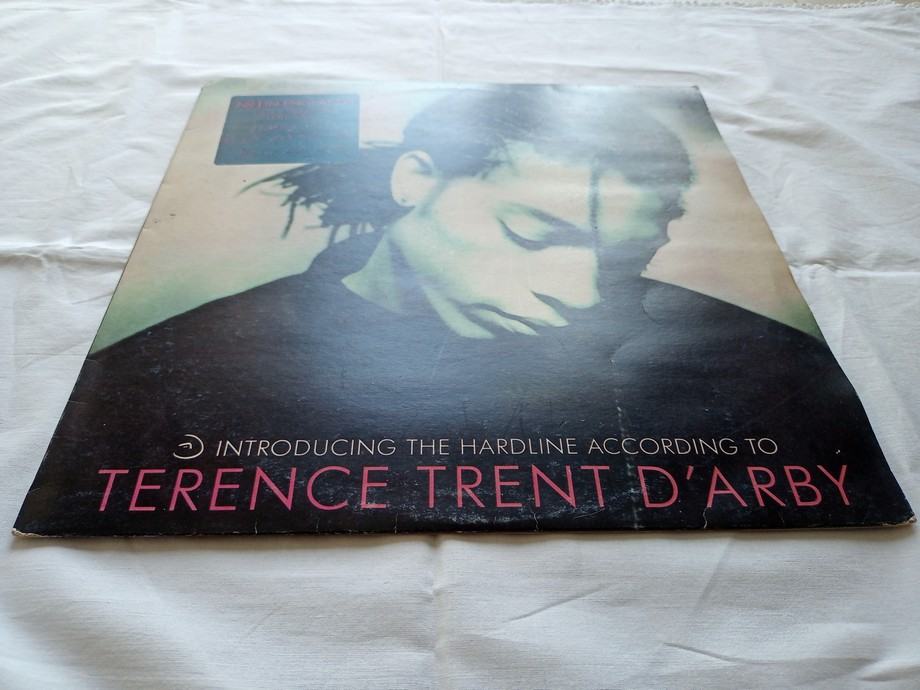 INTRODUCING THE HARDLINE ACCORDING TO
TERENCE TRENT D'ARBY